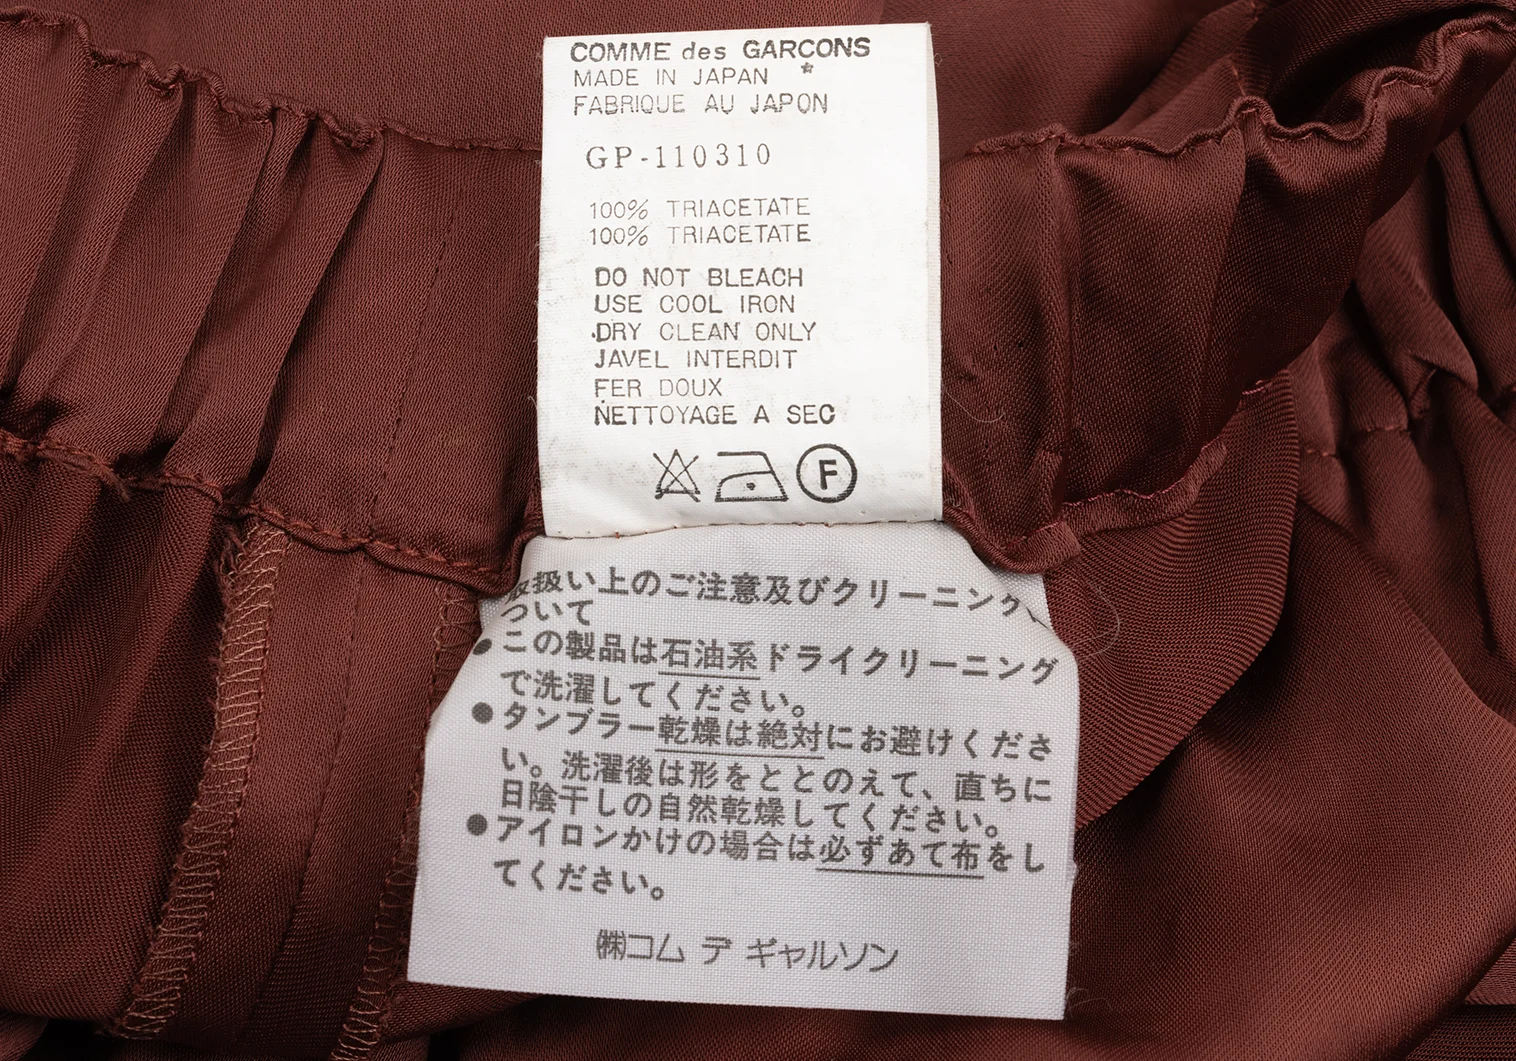 COMME des GARCONS
MADE IN JAPAN *
FABRIQUE AU JAPON
GP-110310
100% TRIACETATE
100% TRIACETATE
DO NOT BLEACH
USE COOL IRON
DRY CLEAN ONLY
JAVEL INTERDIT
FER DOUX
NETTOYAGE A SEC
F
取扱い上のご注意及びクリーニング
ついて
●この製品は石油系ドライクリーニング
で洗濯してください。
●タンブラー乾燥は絶対にお避けくださ
い。洗濯後は形をととのえて、直ちに
日陰干しの自然乾燥してください。
●アイロンかけの場合は必ずあて布をし
てください。
㈱コム デ ギャルソン